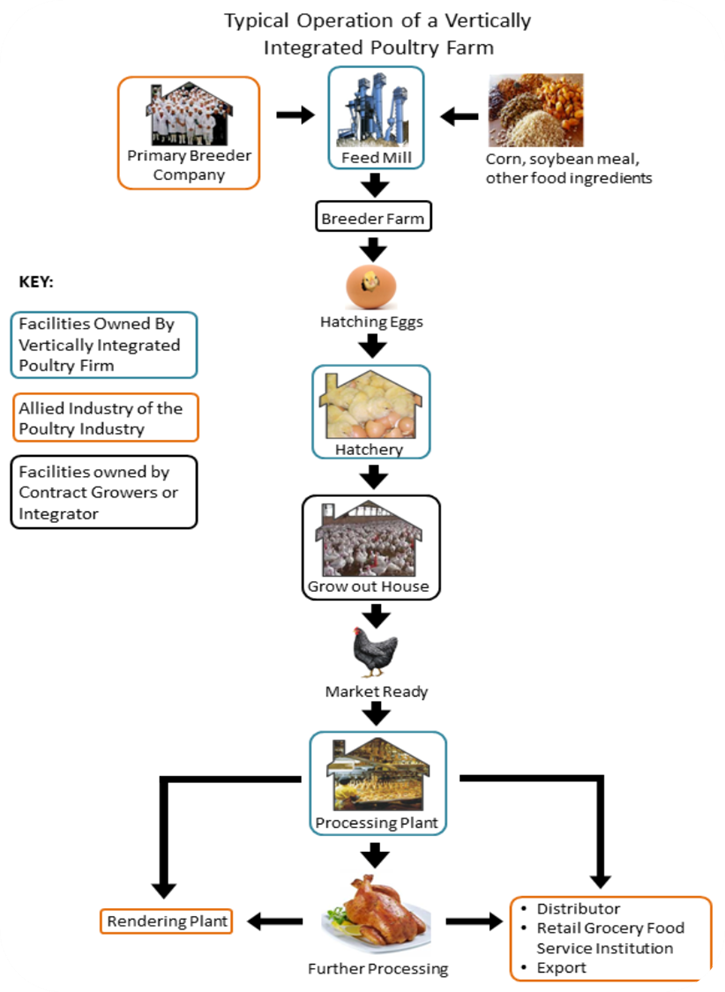 Typical Operation of a Vertically
Integrated Poultry Farm
Primary Breeder
Company
Feed Mill
Corn, soybean meal,
other food ingredients
Breeder Farm
Hatching Eggs
KEY:
Facilities Owned By
Vertically Integrated
Poultry Firm
Allied Industry of the
Poultry Industry
Facilities owned by
Contract Growers or
Integrator
Hatchery
Grow out House
Market Ready
Processing Plant
Rendering Plant
Further Processing
• Distributor
• Retail Grocery Food
Service Institution
• Export